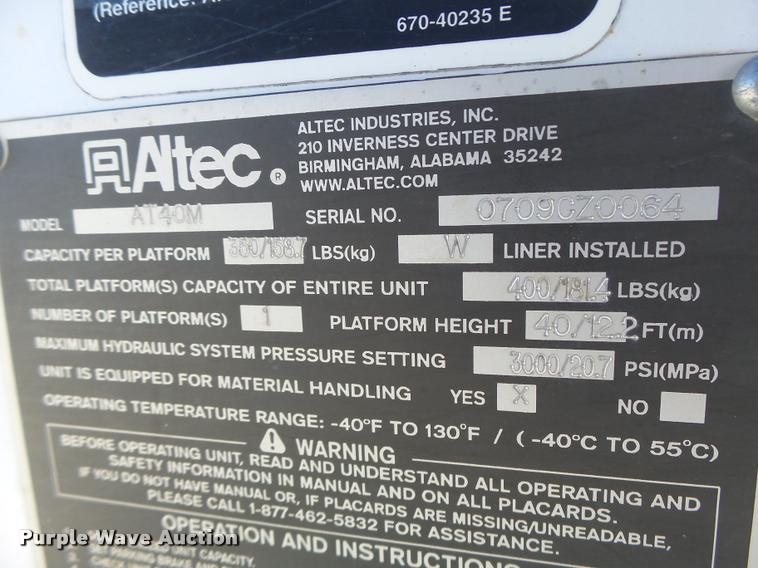 (Reference:
670-40235 E
Altec®
ALTEC INDUSTRIES, INC.
210 INVERNESS CENTER DRIVE
BIRMINGHAM, ALABAMA 35242
WWW.ALTEC.COM
MODEL AT40M SERIAL NO. 0709CZ0064
CAPACITY PER PLATFORM 350/158.7 LBS(kg) W LINER INSTALLED
TOTAL PLATFORM(S) CAPACITY OF ENTIRE UNIT 400/181.4 LBS(kg)
NUMBER OF PLATFORM(S) 1 PLATFORM HEIGHT 40/12.2 FT(m)
MAXIMUM HYDRAULIC SYSTEM PRESSURE SETTING 3000/20.7 PSI(MPa)
UNIT IS EQUIPPED FOR MATERIAL HANDLING YES X NO
OPERATING TEMPERATURE RANGE: -40°F TO 130°F / (-40°C TO 55°C)
WARNING
BEFORE OPERATING UNIT, READ AND UNDERSTAND ALL OPERATING AND
SAFETY INFORMATION IN MANUAL AND ON ALL PLACARDS.
IF YOU DO NOT HAVE MANUAL OR, IF PLACARDS ARE MISSING/UNREADABLE,
PLEASE CALL 1-877-462-5832 FOR ASSISTANCE.
OPERATION AND INSTRUCTIONS
UNIT CAPACITY.
SET PARKING BRAKE AND
Purple Wave Auction